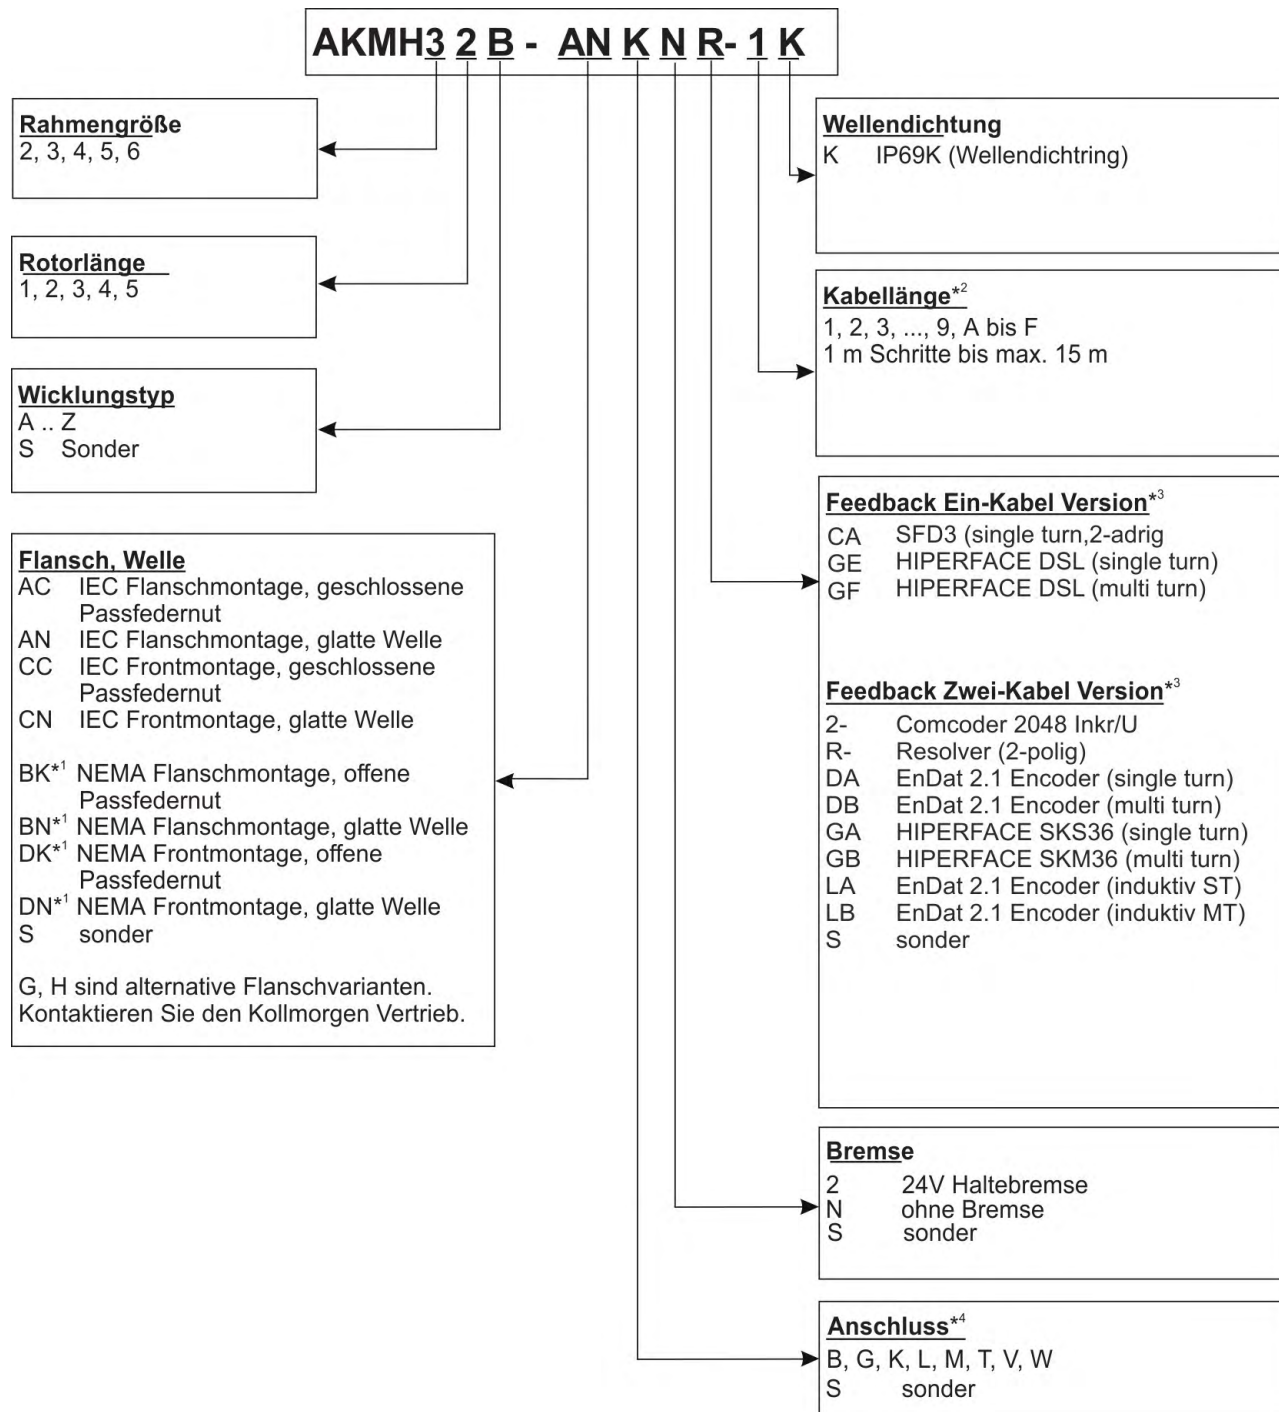 AKMH32B- ANKNR-1K
Rahmengröße
2, 3, 4, 5, 6
Rotorlänge
1, 2, 3, 4, 5
Wicklungstyp
A .. Z
S Sonder
Flansch, Welle
AC IEC Flanschmontage, geschlossene
Passfedernut
AN IEC Flanschmontage, glatte Welle
CC IEC Frontmontage, geschlossene
Passfedernut
CN IEC Frontmontage, glatte Welle
BK*¹ NEMA Flanschmontage, offene
Passfedernut
BN*¹ NEMA Flanschmontage, glatte Welle
DK*¹ NEMA Frontmontage, offene
Passfedernut
DN*¹ NEMA Frontmontage, glatte Welle
S sonder
G, H sind alternative Flanschvarianten.
Kontaktieren Sie den Kollmorgen Vertrieb.
Wellendichtung
K IP69K (Wellendichtring)
Kabellänge*²
1, 2, 3, ..., 9, A bis F
1 m Schritte bis max. 15 m
Feedback Ein-Kabel Version*³
CA SFD3 (single turn,2-adrig
GE HIPERFACE DSL (single turn)
GF HIPERFACE DSL (multi turn)
Feedback Zwei-Kabel Version*³
2- Comcoder 2048 Inkr/U
R- Resolver (2-polig)
DA EnDat 2.1 Encoder (single turn)
DB EnDat 2.1 Encoder (multi turn)
GA HIPERFACE SKS36 (single turn)
GB HIPERFACE SKM36 (multi turn)
LA EnDat 2.1 Encoder (induktiv ST)
LB EnDat 2.1 Encoder (induktiv MT)
S sonder
Bremse
2 24V Haltebremse
N ohne Bremse
S sonder
Anschluss*⁴
B, G, K, L, M, T, V, W
S sonder